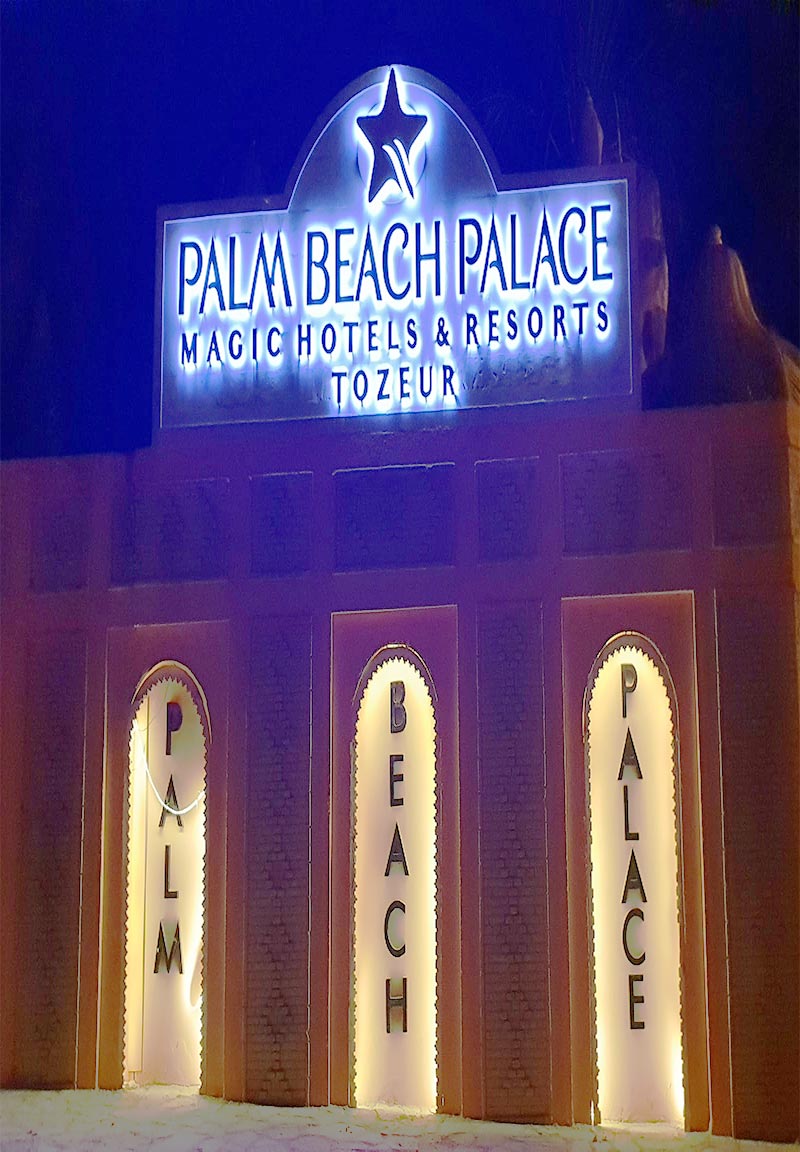 PALM BEACH PALACE
MAGIC HOTELS & RESORTS
TOZEUR
PALM
BEACH
PALACE